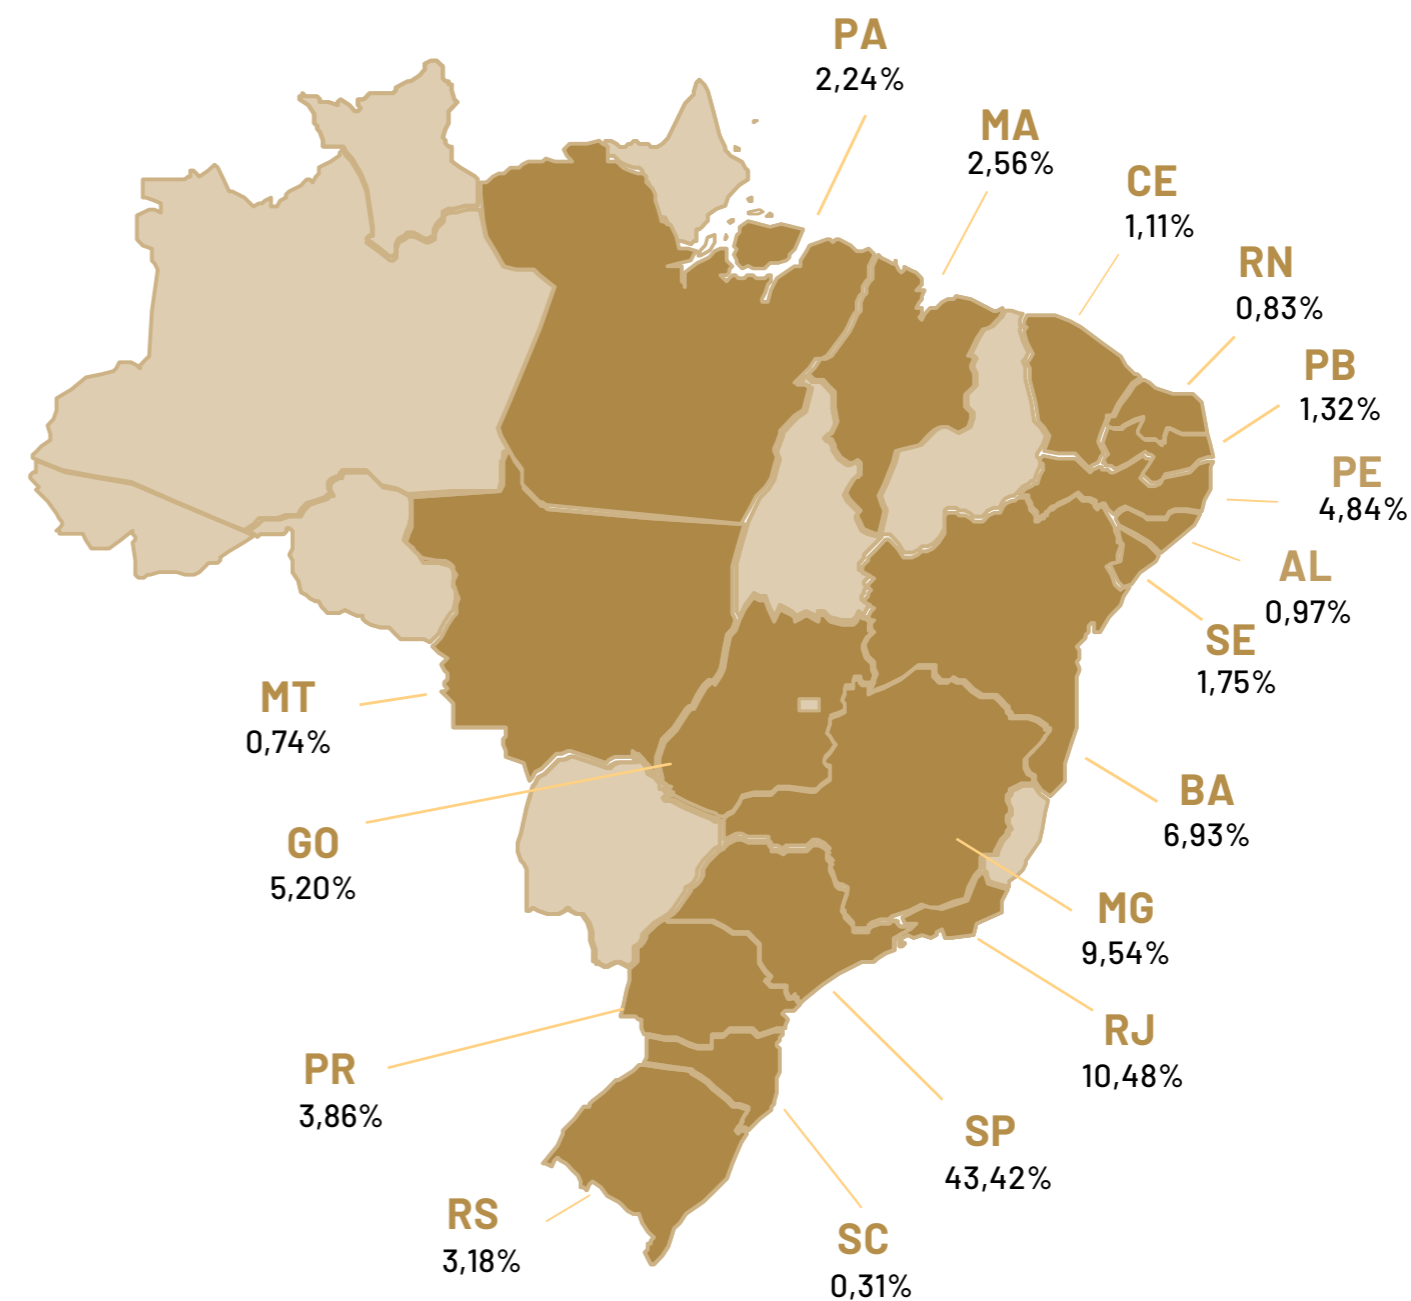 PA
2,24%
MA
2,56%
CE
1,11%
RN
0,83%
PB
1,32%
PE
4,84%
AL
0,97%
SE
1,75%
MT
0,74%
BA
6,93%
GO
5,20%
MG
9,54%
RJ
10,48%
PR
3,86%
SP
43,42%
RS
3,18%
SC
0,31%